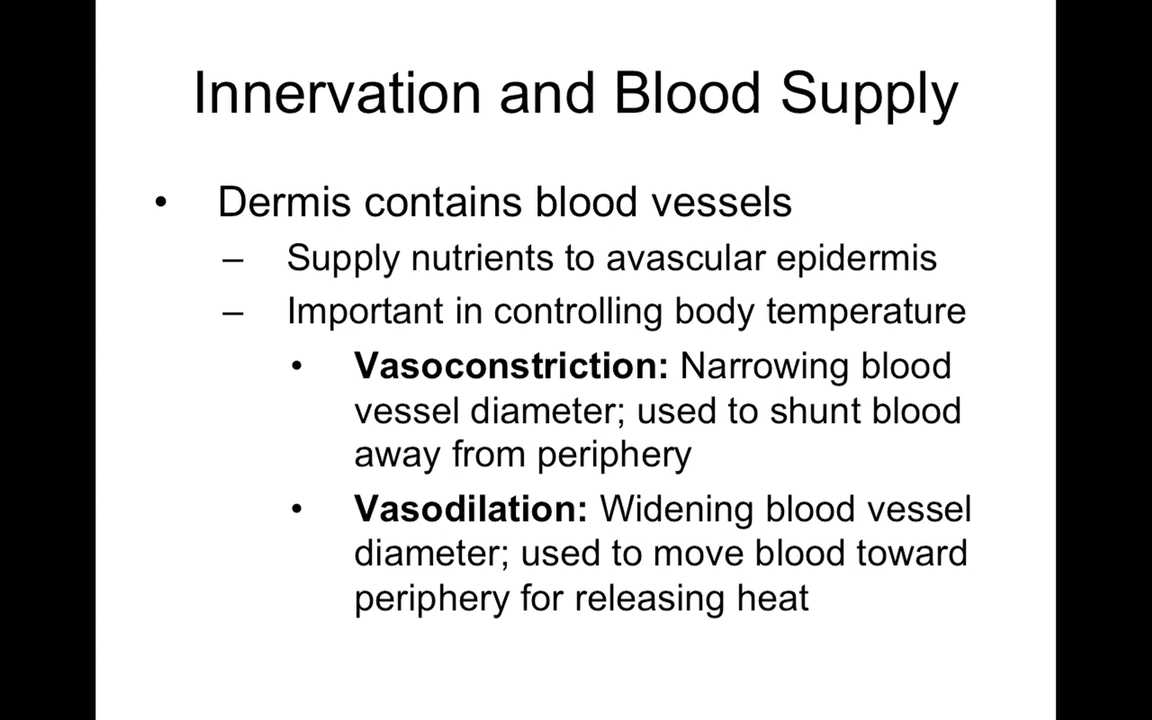 Innervation and Blood Supply
• Dermis contains blood vessels
– Supply nutrients to avascular epidermis
– Important in controlling body temperature
• Vasoconstriction: Narrowing blood
vessel diameter; used to shunt blood
away from periphery
• Vasodilation: Widening blood vessel
diameter; used to move blood toward
periphery for releasing heat